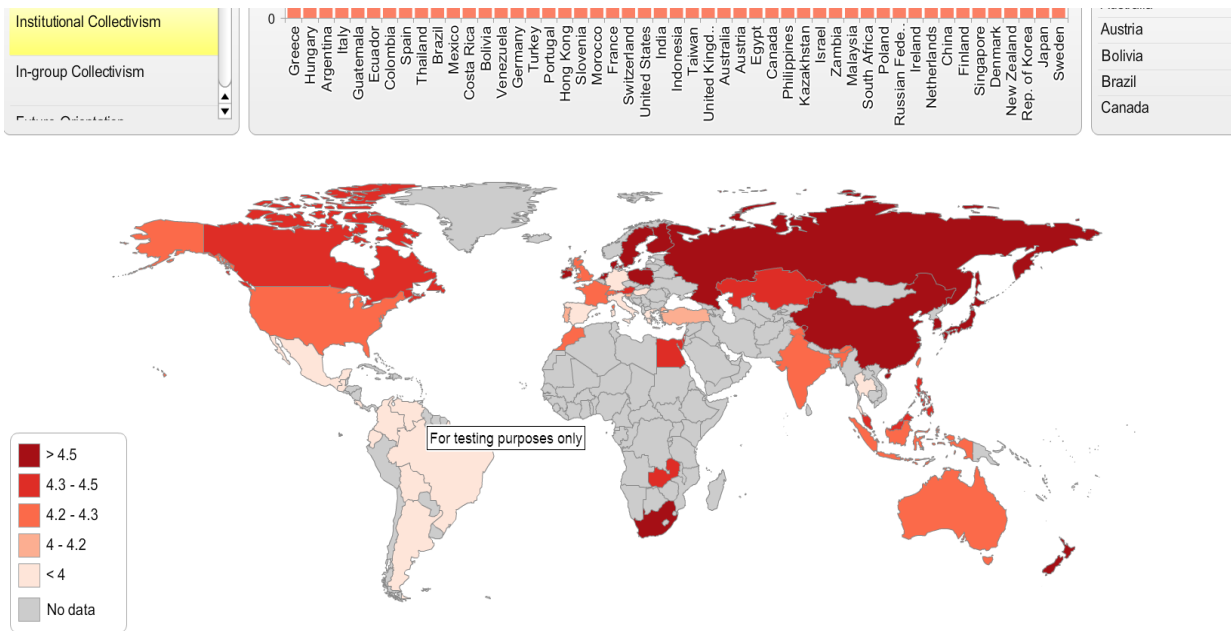 Institutional Collectivism
In-group Collectivism
0
Greece
Hungary
Argentina
Italy
Guatemala
Ecuador
Colombia
Spain
Thailand
Brazil
Mexico
Costa Rica
Bolivia
Venezuela
Germany
Turkey
Portugal
Hong Kong
Slovenia
Morocco
France
Switzerland
United States
India
Indonesia
Taiwan
United Kingd..
Australia
Austria
Egypt
Canada
Philippines
Kazakhstan
Israel
Zambia
Malaysia
South Africa
Poland
Russian Fede..
Ireland
Netherlands
China
Finland
Singapore
Denmark
New Zealand
Rep. of Korea
Japan
Sweden
Austria
Bolivia
Brazil
Canada
For testing purposes only
> 4.5
4.3 - 4.5
4.2 - 4.3
4 - 4.2
< 4
No data